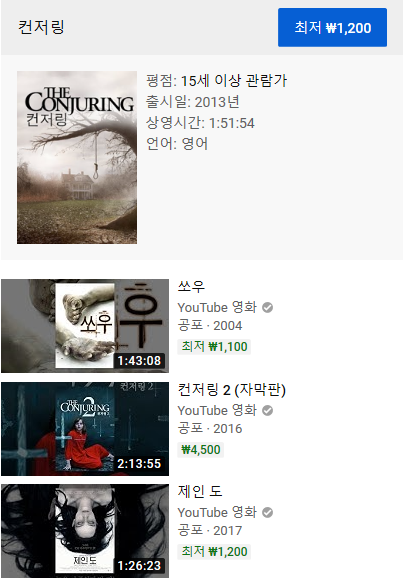 컨저링
최저 ₩1,200
THE
CONJURING
컨저링
평점: 15세 이상 관람가
출시일: 2013년
상영시간: 1:51:54
언어: 영어
쏘우
우
1:43:08
쏘우
YouTube 영화
공포 · 2004
최저 ₩1,100
컨저링 2
THE
CONJURING
2
2:13:55
컨저링 2 (자막판)
YouTube 영화
공포 · 2016
₩4,500
제인 도
1:26:23
제인 도
YouTube 영화
공포 · 2017
최저 ₩1,200